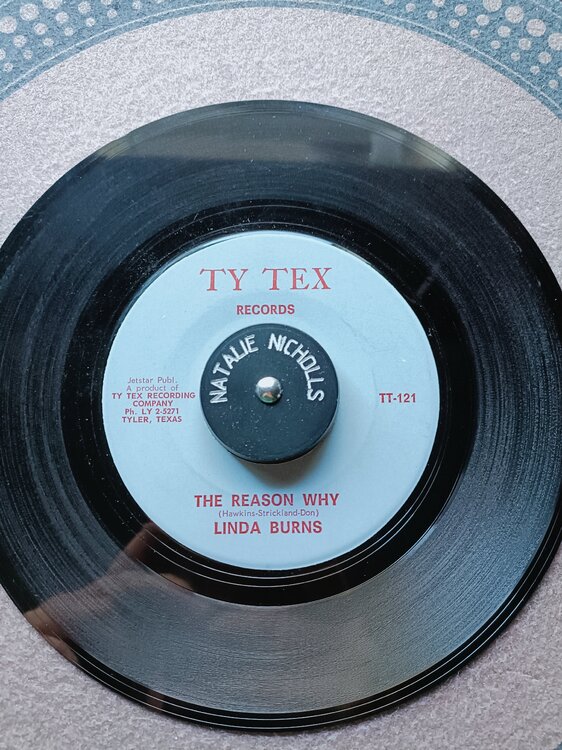 TY TEX
RECORDS
NATALIE NICHOLLS
Jetstar Publ.
A product of
TY TEX RECORDING
COMPANY
Ph. LY 2-5271
TYLER, TEXAS
TT-121
THE REASON WHY
(Hawkins-Strickland-Don)
LINDA BURNS